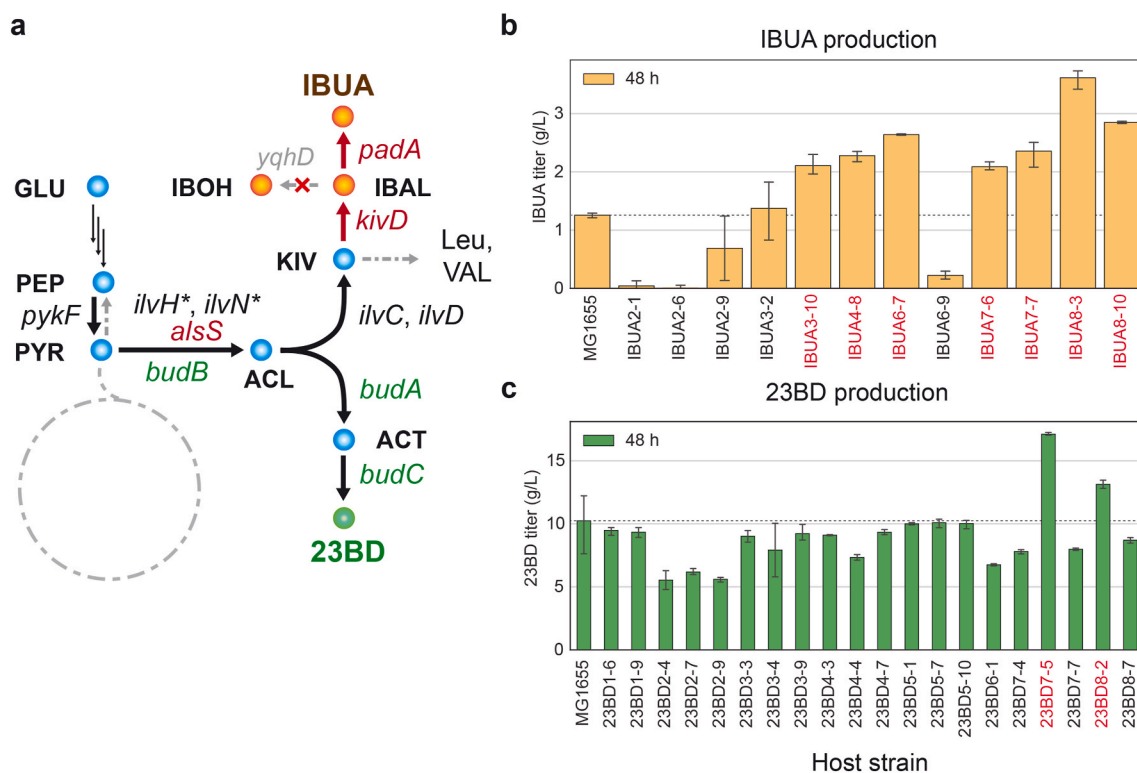 a
IBUA
padA
yqhD
IBOH
IBAL
GLU
kivD
KIV
Leu,
VAL
PEP
pykF
ilvH*, ilvN*
alsS
ilvC, ilvD
PYR
budB
ACL
budA
ACT
budC
23BD
b
IBUA production
48 h
IBUA titer (g/L)
3
2
1
0
MG1655
IBUA2-1
IBUA2-6
IBUA2-9
IBUA3-2
IBUA3-10
IBUA4-8
IBUA6-7
IBUA6-9
IBUA7-6
IBUA7-7
IBUA8-3
IBUA8-10
c
23BD production
48 h
23BD titer (g/L)
15
10
5
0
MG1655
23BD1-6
23BD1-9
23BD2-4
23BD2-7
23BD2-9
23BD3-3
23BD3-4
23BD3-9
23BD4-3
23BD4-4
23BD4-7
23BD5-1
23BD5-7
23BD5-10
23BD6-1
23BD7-4
23BD7-5
23BD7-7
23BD8-2
23BD8-7
Host strain